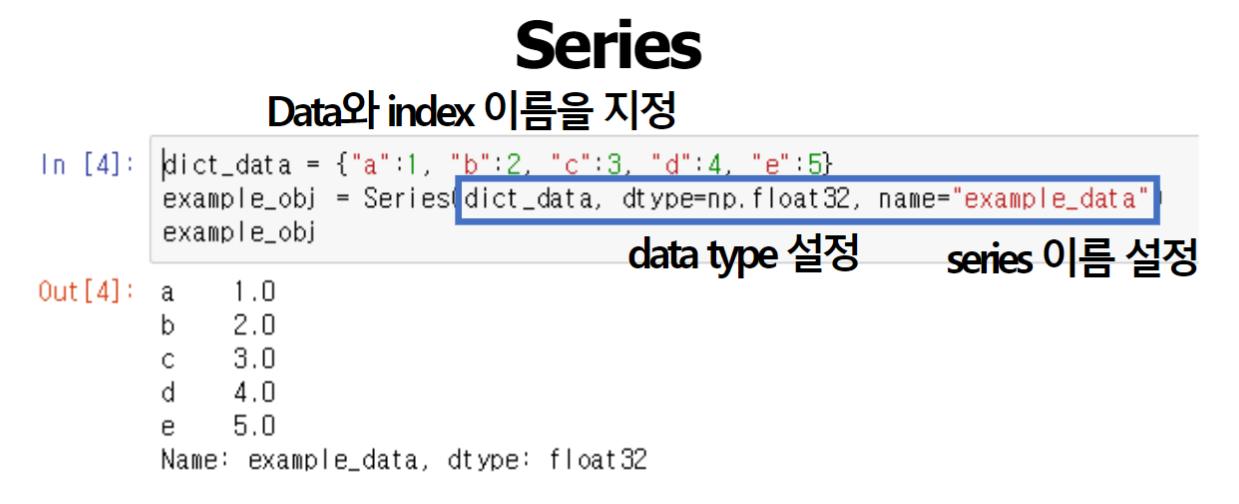 Series
Data와 index 이름을 지정
In [4]: dict_data = {"a":1, "b":2, "c":3, "d":4, "e":5}
example_obj = Series(dict_data, dtype=np.float32, name="example_data")
example_obj
data type 설정 series 이름 설정
Out[4]: a 1.0
b 2.0
c 3.0
d 4.0
e 5.0
Name: example_data, dtype: float32